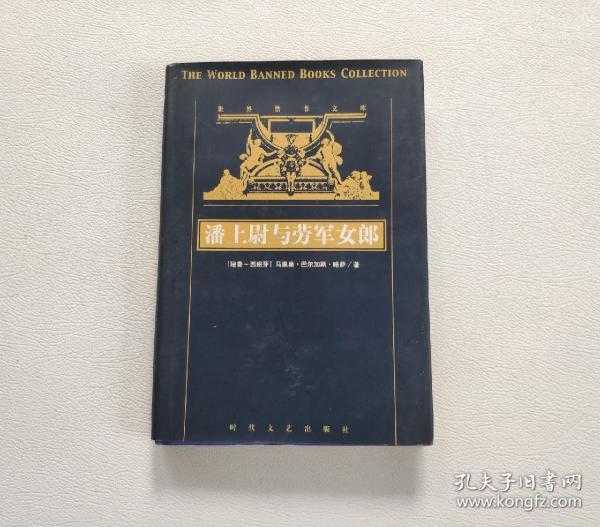 THE WORLD BANNED BOOKS COLLECTION
世界禁书文库
潘上尉与劳军女郎
[秘鲁-西班牙] 马里奥·巴尔加斯·略萨/著
时代文艺出版社
孔夫子旧书网
www.kongfz.com